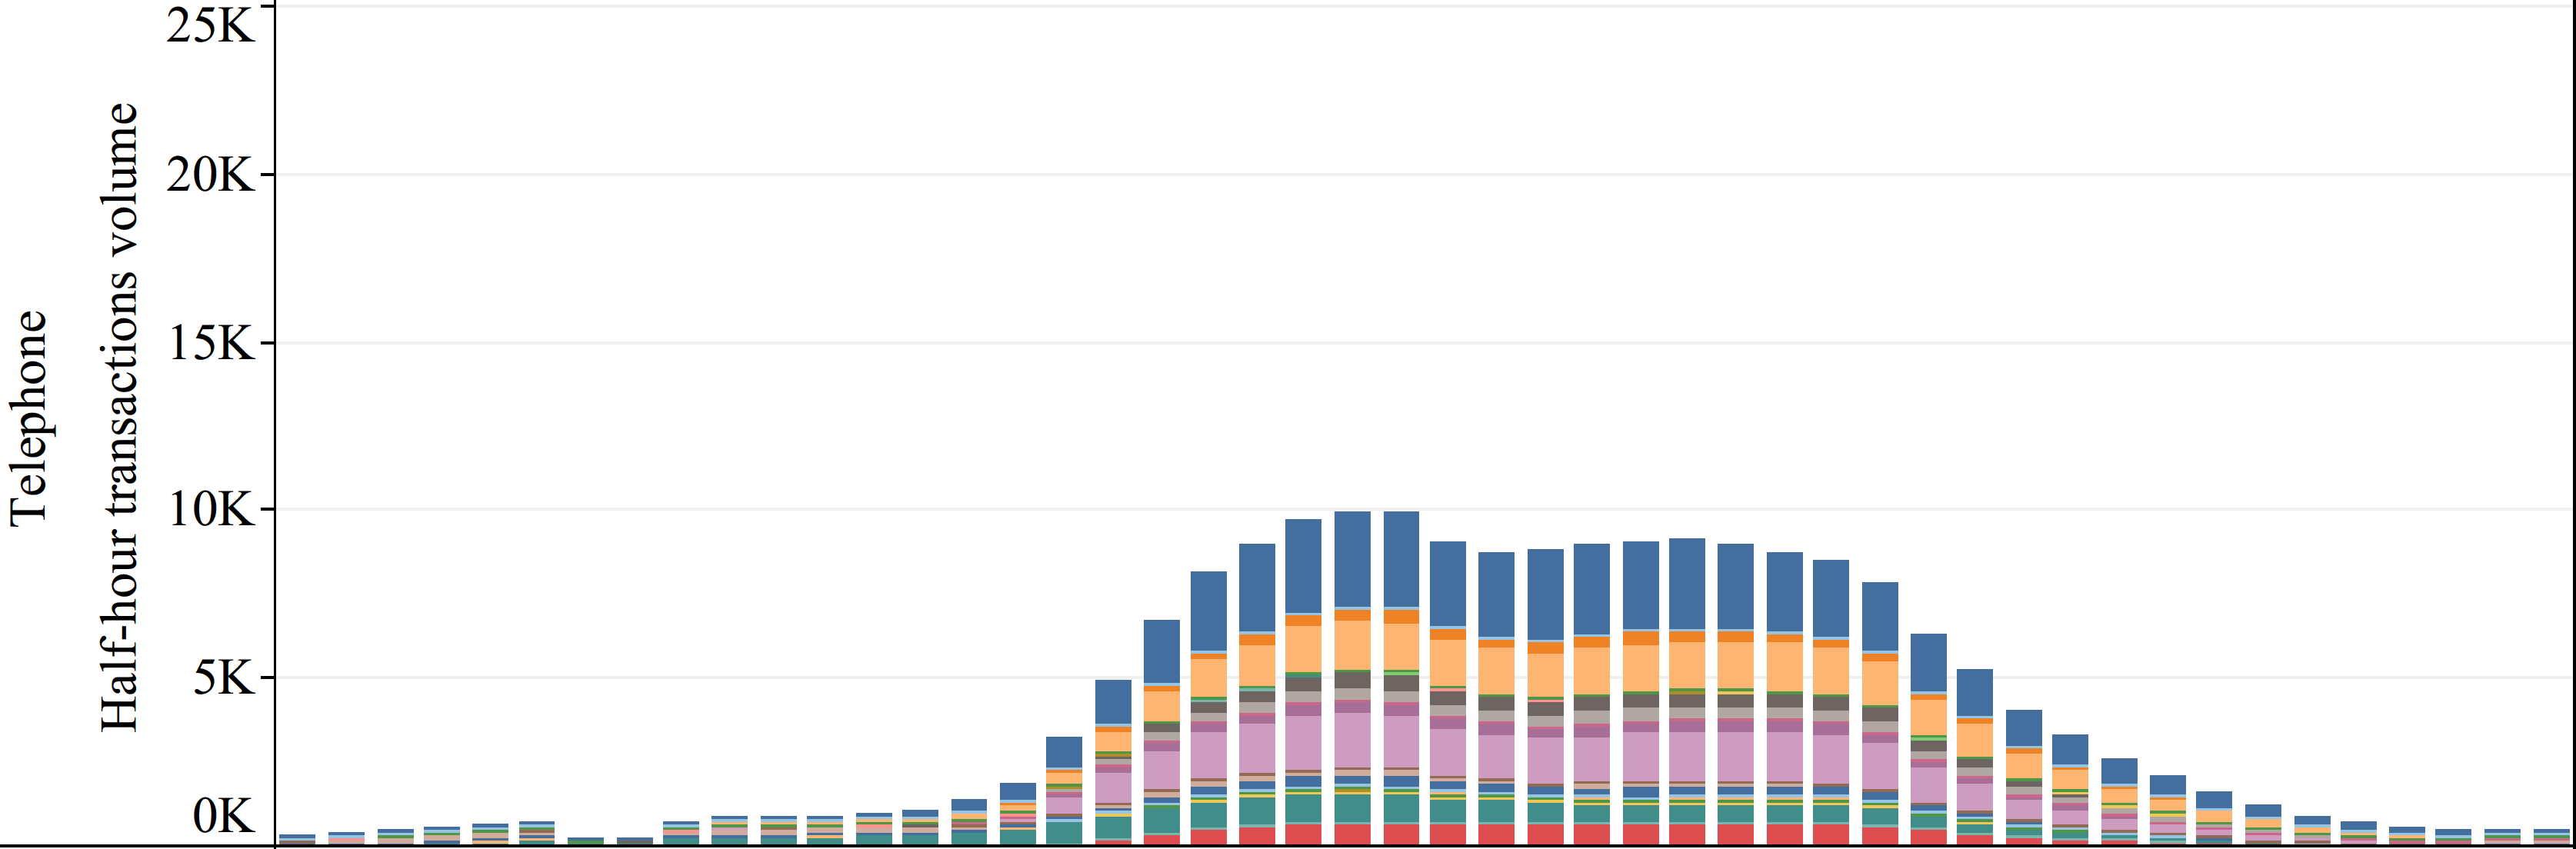 Telephone
Half-hour transactions volume
25K
20K
15K
10K
5K
0K